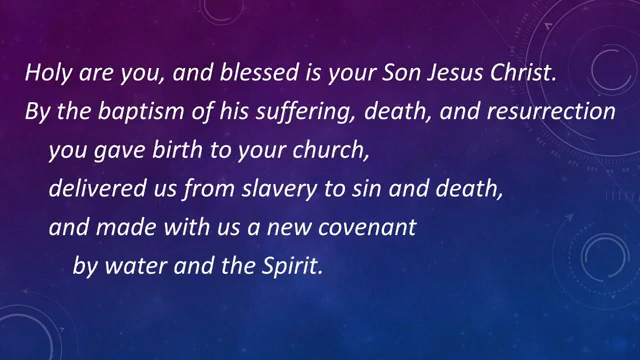 Holy are you, and blessed is your Son Jesus Christ.
By the baptism of his suffering, death, and resurrection
you gave birth to your church,
delivered us from slavery to sin and death,
and made with us a new covenant
by water and the Spirit.